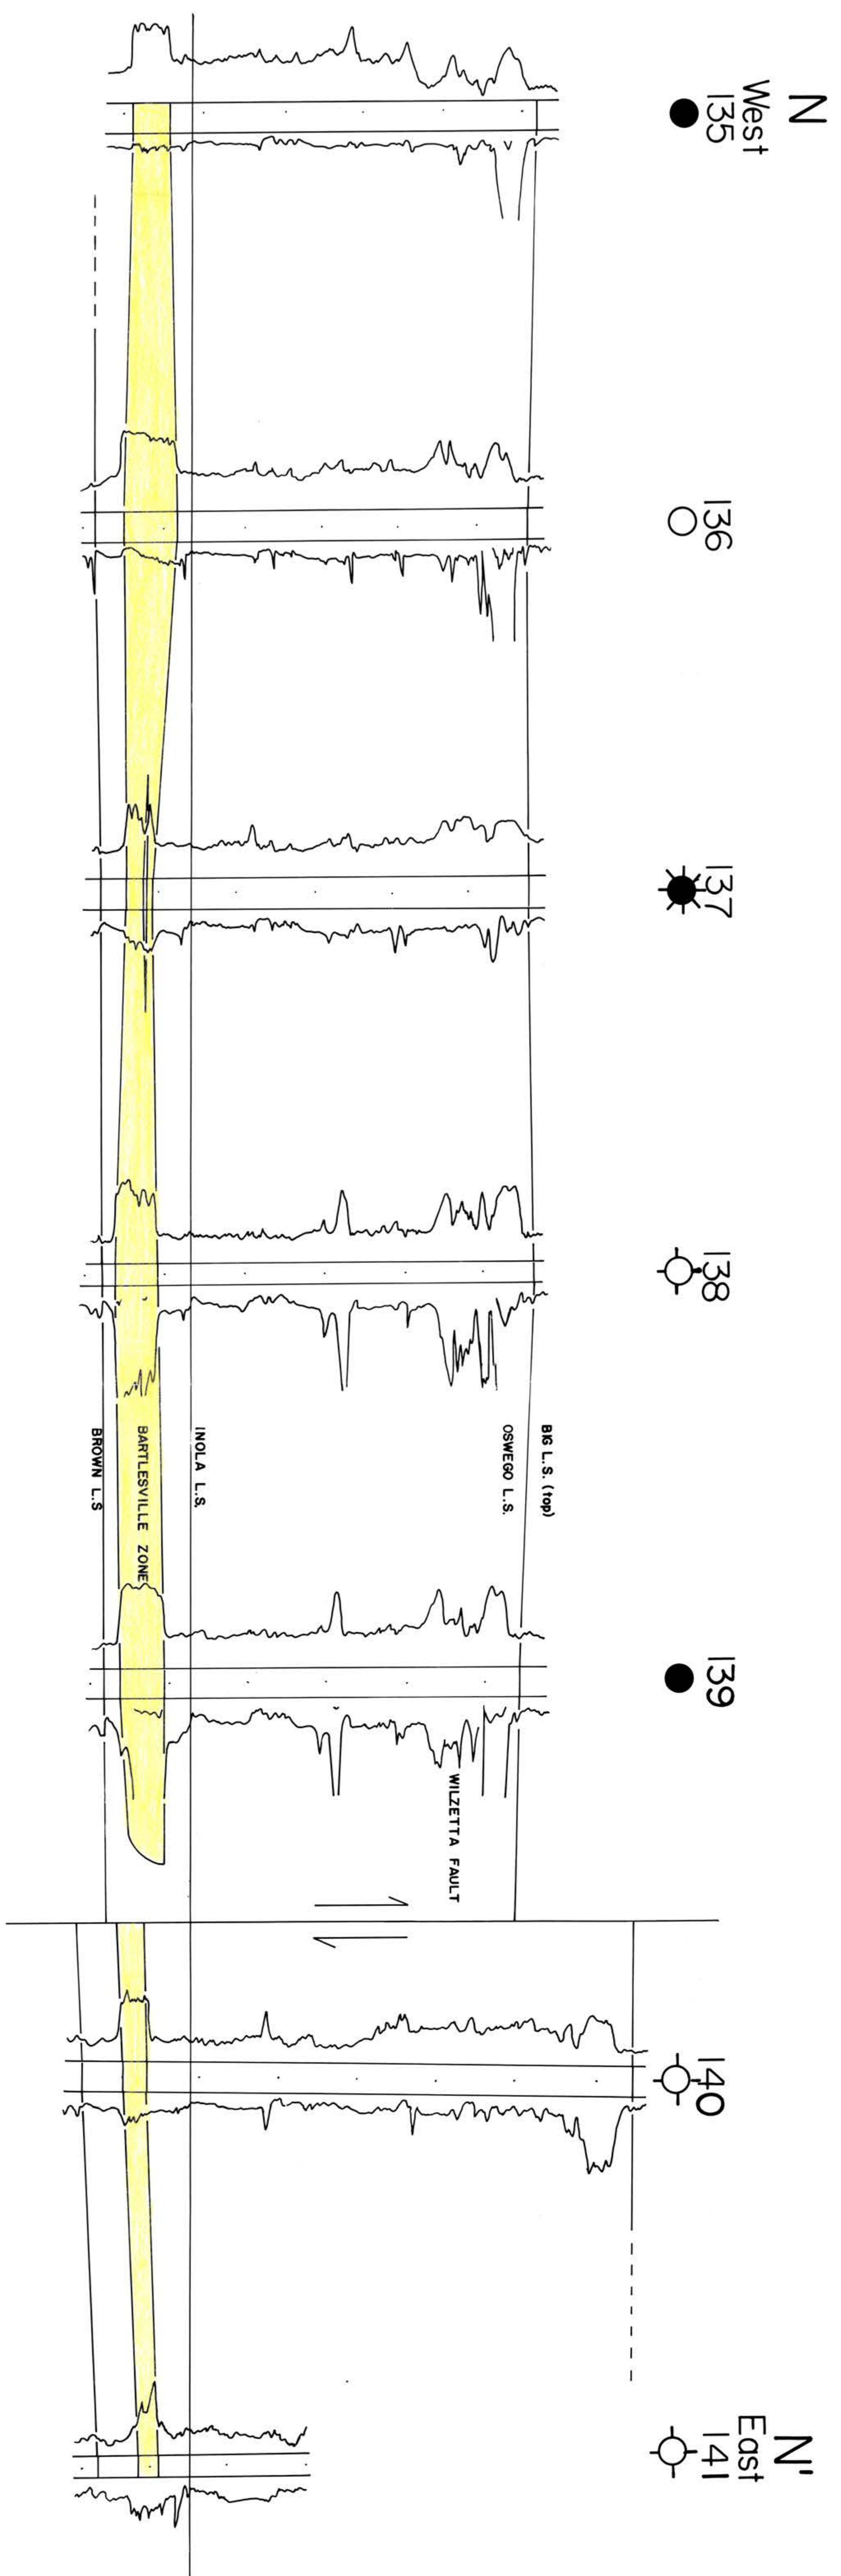 N
West
135
136
137
138
139
140
N'
East
141
BIG L.S. (top)
OSWEGO L.S.
INOLA L.S.
BARTLESVILLE ZONE
BROWN L.S
WILZETTA FAULT